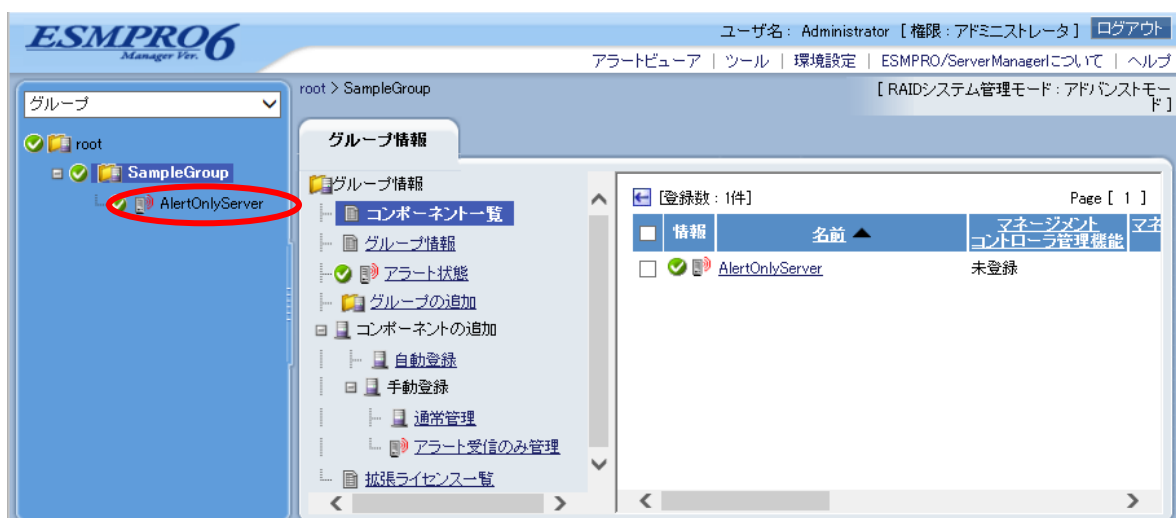 ESMPRO6
Manager Ver.
ユーザ名 : Administrator [ 権限 : アドミニストレータ ] ログアウト
アラートビューア | ツール | 環境設定 | ESMPRO/ServerManagerについて | ヘルプ
グループ
root > SampleGroup
[ RAIDシステム管理モード : アドバンストモー
ド ]
root
SampleGroup
AlertOnlyServer
グループ情報
グループ情報
コンポーネント一覧
グループ情報
アラート状態
グループの追加
コンポーネントの追加
自動登録
手動登録
通常管理
アラート受信のみ管理
拡張ライセンス一覧
[登録数 : 1件] Page [ 1 ]
情報 名前 ▲ マネージメント マネ
コントローラ管理機能
AlertOnlyServer 未登録